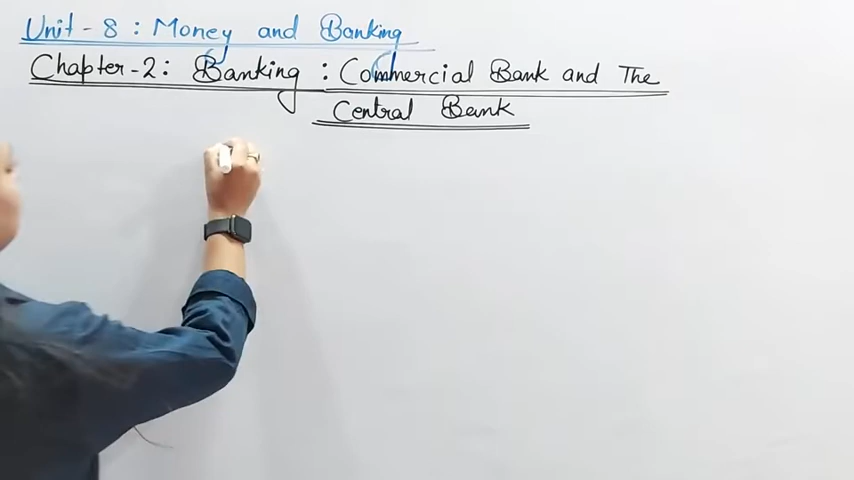 Unit - 8 : Money and Banking
Chapter - 2 : Banking : Commercial Bank and The
Central Bank